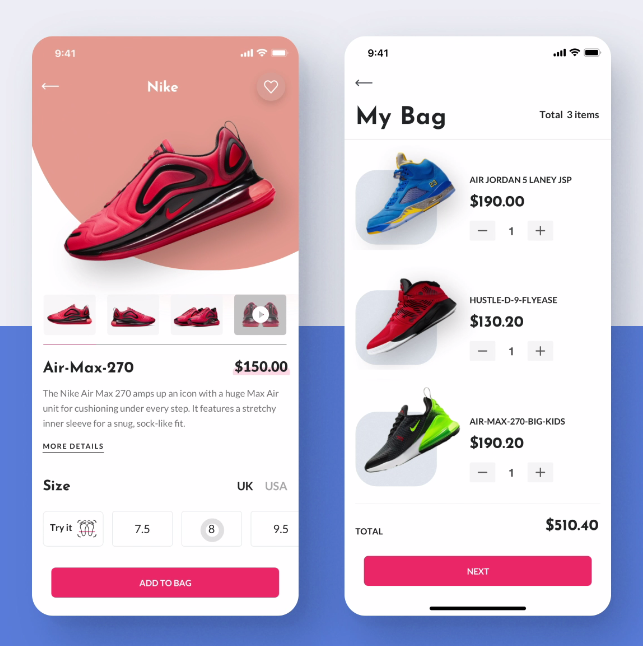 9:41
Nike
Air-Max-270
$150.00
The Nike Air Max 270 amps up an icon with a huge Max Air
unit for cushioning under every step. It features a stretchy
inner sleeve for a snug, sock-like fit.
MORE DETAILS
Size
UK USA
Try it
7.5
8
9.5
ADD TO BAG
9:41
My Bag
Total 3 items
AIR JORDAN 5 LANEY JSP
$190.00
1
HUSTLE-D-9-FLYEASE
$130.20
1
AIR-MAX-270-BIG-KIDS
$190.20
1
TOTAL
$510.40
NEXT